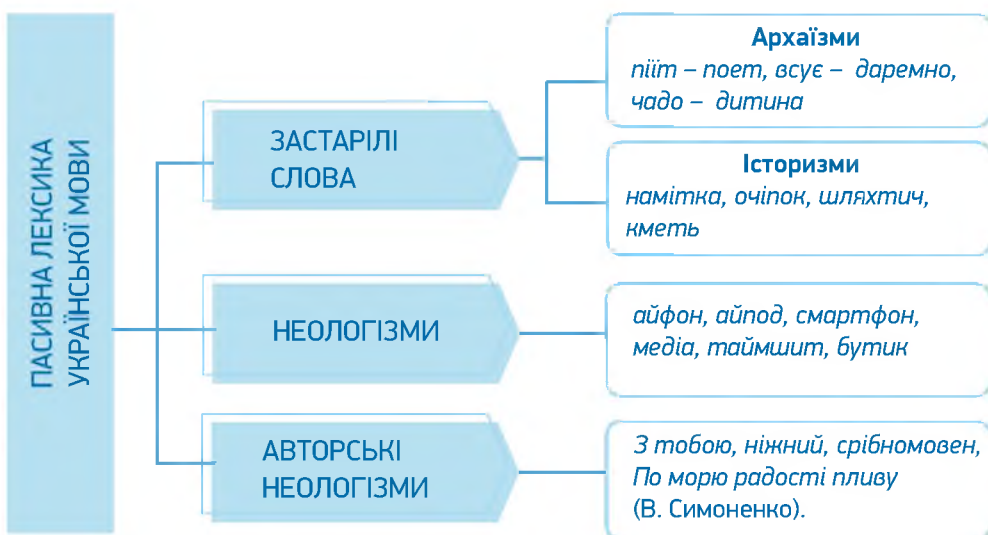 ПАСИВНА ЛЕКСИКА
УКРАЇНСЬКОЇ МОВИ
ЗАСТАРІЛІ
СЛОВА
Архаїзми
піїт – поет, всує – даремно,
чадо – дитина
Історизми
намітка, очіпок, шляхтич,
кметь
НЕОЛОГІЗМИ
айфон, айпод, смартфон,
медіа, таймшит, бутик
АВТОРСЬКІ
НЕОЛОГІЗМИ
З тобою, ніжний, срібномовен,
По морю радості пливу
(В. Симоненко).